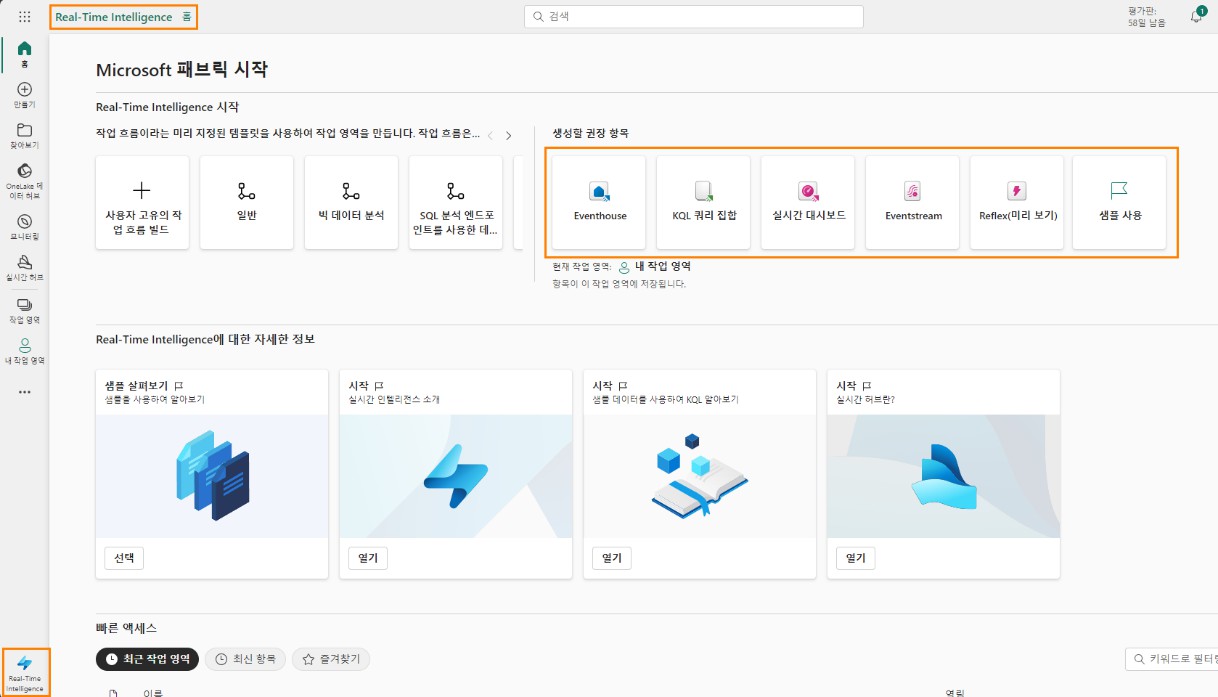 Real-Time Intelligence 홈
검색
평가판:
58일 남음
1
홈
만들기
찾아보기
OneLake 데
이터 허브
모니터링
실시간 허브
작업 영역
내 작업 영역
Real-Time
Intelligence
Microsoft 패브릭 시작
Real-Time Intelligence 시작
작업 흐름이라는 미리 지정된 템플릿을 사용하여 작업 영역을 만듭니다. 작업 흐름은...
사용자 고유의 작
업 흐름 빌드
일반
빅 데이터 분석
SQL 분석 엔드포
인트를 사용한 데...
생성할 권장 항목
Eventhouse
KQL 쿼리 집합
실시간 대시보드
Eventstream
Reflex(미리 보기)
샘플 사용
현재 작업 영역: 내 작업 영역
항목이 이 작업 영역에 저장됩니다.
Real-Time Intelligence에 대한 자세한 정보
샘플 살펴보기
샘플을 사용하여 알아보기
선택
시작
실시간 인텔리전스 소개
열기
시작
샘플 데이터를 사용하여 KQL 알아보기
열기
시작
실시간 허브란?
열기
빠른 액세스
최근 작업 영역
최신 항목
즐겨찾기
키워드로 필터링
이름
열림